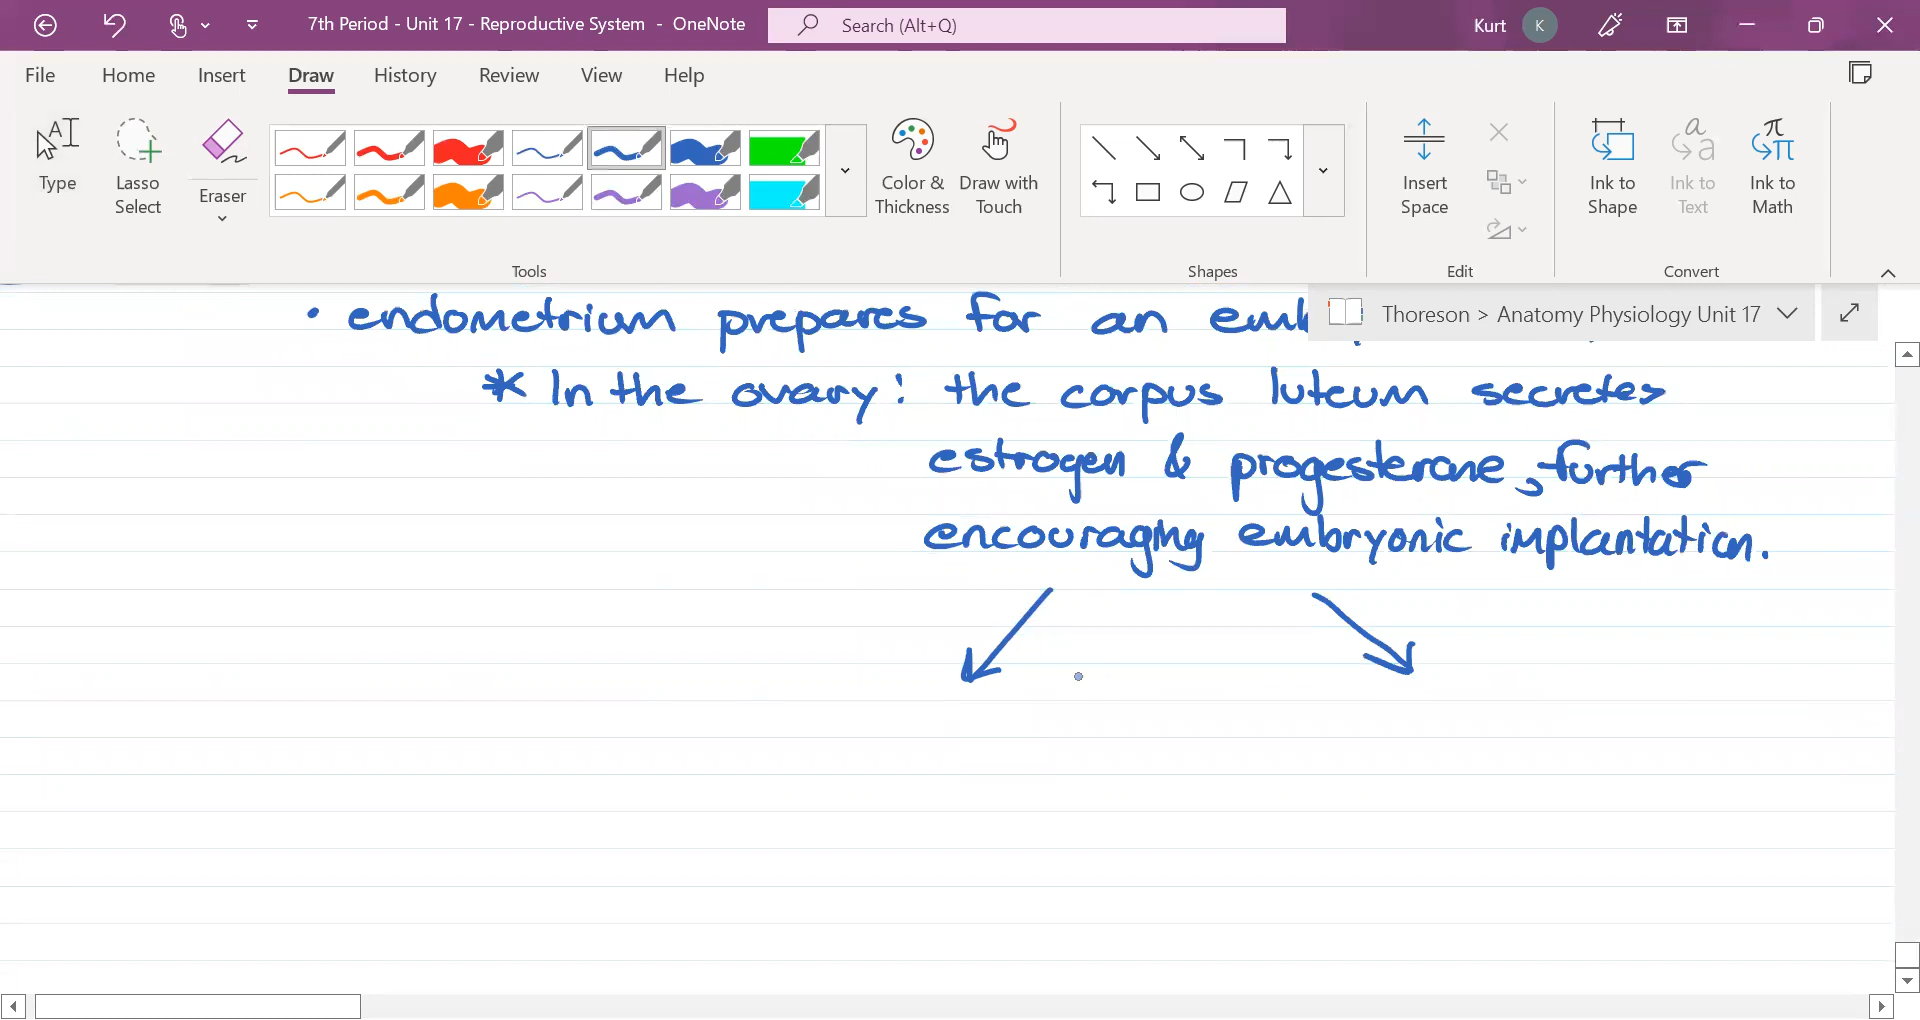 7th Period - Unit 17 - Reproductive System - OneNote
Search (Alt+Q)
Kurt
K
File Home Insert Draw History Review View Help
Type
Lasso Select
Eraser
Color & Thickness
Draw with Touch
Insert Space
Ink to Shape
Ink to Text
Ink to Math
Tools
Shapes
Edit
Convert
Thoreson > Anatomy Physiology Unit 17
• endometrium prepares for an
* In the ovary: the corpus luteum secretes
estrogen & progesterone, further
encouraging embryonic implantation.